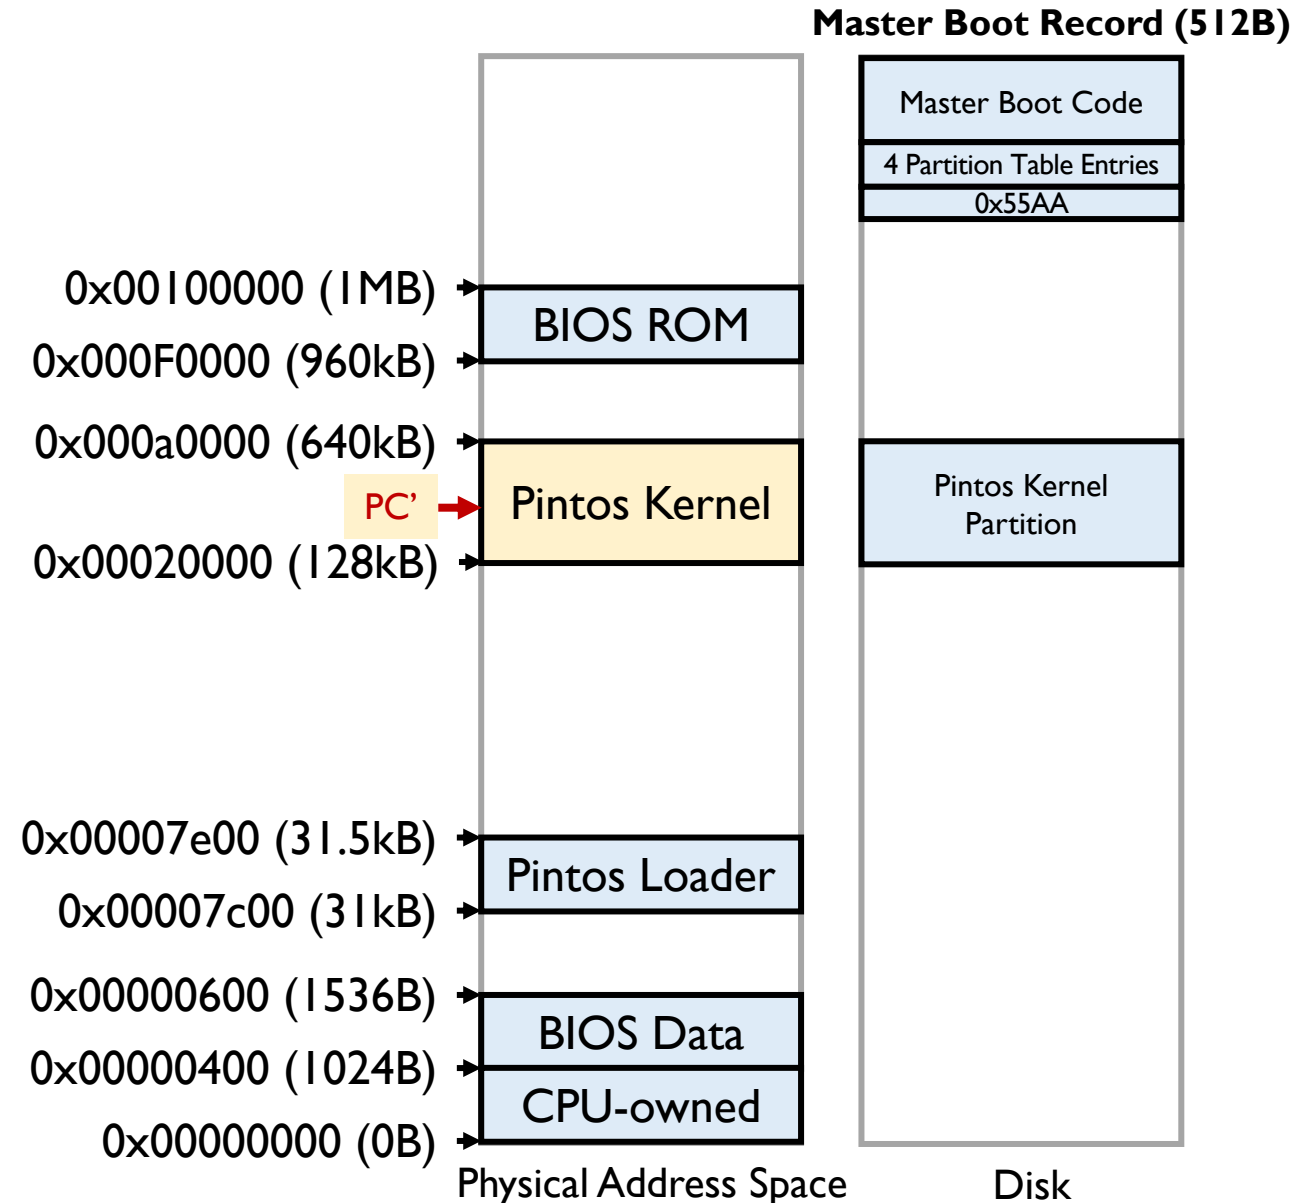 Master Boot Record (512B)
Master Boot Code
4 Partition Table Entries
0x55AA
0x00100000 (1MB)
BIOS ROM
0x000F0000 (960kB)
0x000a0000 (640kB)
Pintos Kernel
PC’
Pintos Kernel
Partition
0x00020000 (128kB)
0x00007e00 (31.5kB)
Pintos Loader
0x00007c00 (31kB)
0x00000600 (1536B)
BIOS Data
0x00000400 (1024B)
CPU-owned
0x00000000 (0B)
Physical Address Space
Disk